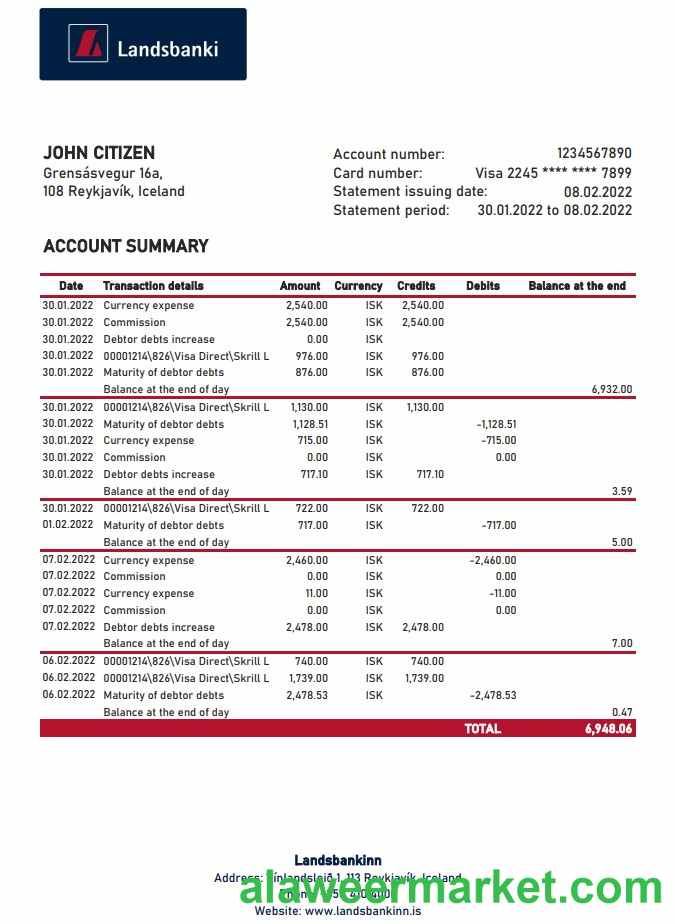 Landsbanki
JOHN CITIZEN
Grensásvegur 16a,
108 Reykjavík, Iceland
Account number: 1234567890
Card number: Visa 2245 **** **** 7899
Statement issuing date: 08.02.2022
Statement period: 30.01.2022 to 08.02.2022
ACCOUNT SUMMARY
Date Transaction details Amount Currency Credits Debits Balance at the end
30.01.2022 Currency expense 2,540.00 ISK 2,540.00
30.01.2022 Commission 2,540.00 ISK 2,540.00
30.01.2022 Debtor debts increase 0.00 ISK
30.01.2022 00001214\826\Visa Direct\Skrill L 976.00 ISK 976.00
30.01.2022 Maturity of debtor debts 876.00 ISK 876.00
Balance at the end of day 6,932.00
30.01.2022 00001214\826\Visa Direct\Skrill L 1,130.00 ISK 1,130.00
30.01.2022 Maturity of debtor debts 1,128.51 ISK -1,128.51
30.01.2022 Currency expense 715.00 ISK -715.00
30.01.2022 Commission 0.00 ISK 0.00
30.01.2022 Debtor debts increase 717.10 ISK 717.10
Balance at the end of day 3.59
30.01.2022 00001214\826\Visa Direct\Skrill L 722.00 ISK 722.00
01.02.2022 Maturity of debtor debts 717.00 ISK -717.00
Balance at the end of day 5.00
07.02.2022 Currency expense 2,460.00 ISK -2,460.00
07.02.2022 Commission 0.00 ISK 0.00
07.02.2022 Currency expense 11.00 ISK -11.00
07.02.2022 Commission 0.00 ISK 0.00
07.02.2022 Debtor debts increase 2,478.00 ISK 2,478.00
Balance at the end of day 7.00
06.02.2022 00001214\826\Visa Direct\Skrill L 740.00 ISK 740.00
06.02.2022 00001214\826\Visa Direct\Skrill L 1,739.00 ISK 1,739.00
06.02.2022 Maturity of debtor debts 2,478.53 ISK -2,478.53
Balance at the end of day 0.47
TOTAL 6,948.06
Landsbankinn
Address: 1, 113 Reykjavík, Iceland
alaweermarket.com
Website: www.landsbankinn.is